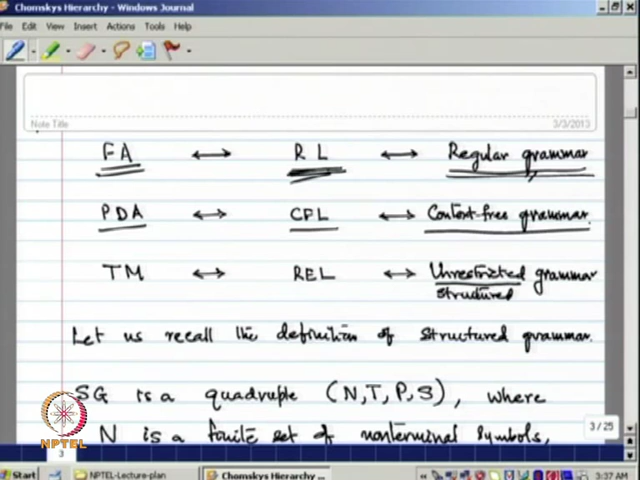 Chomskys Hierarchy - Windows Journal
File Edit View Insert Actions Tools Help
Note Title
3/3/2013
FA ↔ RL ↔ Regular grammar
PDA ↔ CFL ↔ Context-free grammar.
TM ↔ REL ↔ Unrestricted grammar
structured
Let us recall the definition of structured grammar.
SG is a quadruple (N, T, P, S), where
N is a finite set of nonterminal symbols,
NPTEL
3 / 25
3
Start
NPTEL-Lecture-plan
Chomskys Hierarchy - ...
3:37 AM